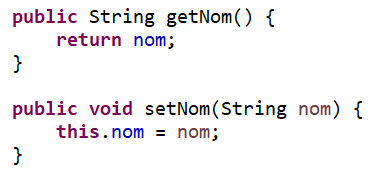 public String getNom() {
    return nom;
}

public void setNom(String nom) {
    this.nom = nom;
}